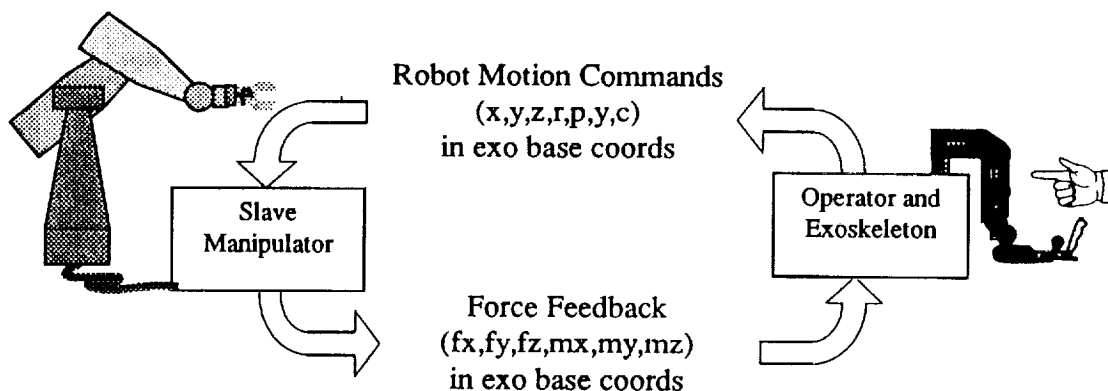 Robot Motion Commands
(x,y,z,r,p,y,c)
in exo base coords
Slave
Manipulator
Operator and
Exoskeleton
Force Feedback
(fx,fy,fz,mx,my,mz)
in exo base coords